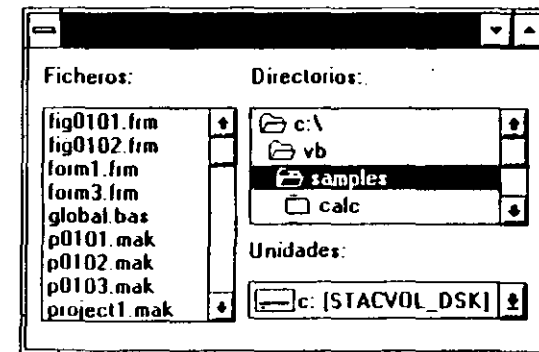 Ficheros:
fig0101.frm
fig0102.frm
form1.frm
form3.frm
global.bas
p0101.mak
p0102.mak
p0103.mak
project1.mak
Directorios:
c:\
vb
samples
calc
Unidades:
c: [STACVOL_DSK]